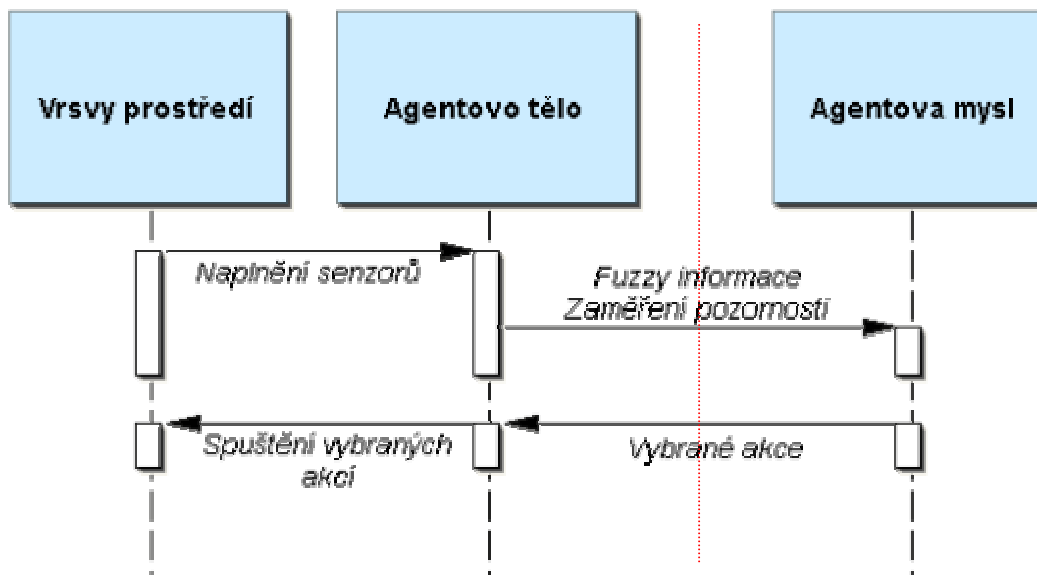 Vrsvy prostředí
Agentovo tělo
Agentova mysl
Naplnění senzorů
Fuzzy informace
Zaměření pozornosti
Spuštění vybraných
akcí
Vybrané akce